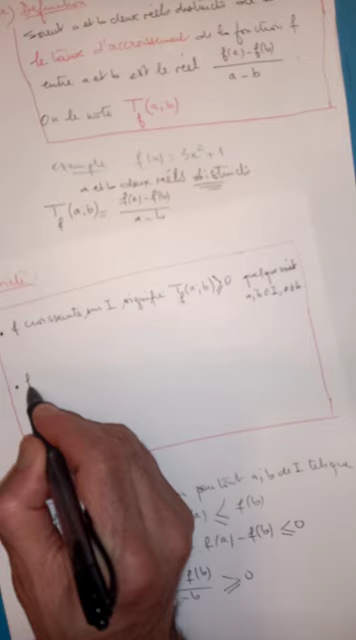 a) Définition
Soient a et b deux réels distincts de
le taux d'accroissement de la fonction f
entre a et b est le réel f(a)-f(b) / a-b
on le note T_f(a,b)
exemple f(x) = 3x²+1
a et b deux réels distincts
T_f(a,b) = f(a)-f(b) / a-b
• f croissante sur I signifie T_f(a,b) ⩾ 0 quelque soit
a,b ∈ I, a≠b
•
pour tout a,b de I tel que
⩽ f(b)
f(a)-f(b) ⩽ 0
f(b) / -b ⩾ 0